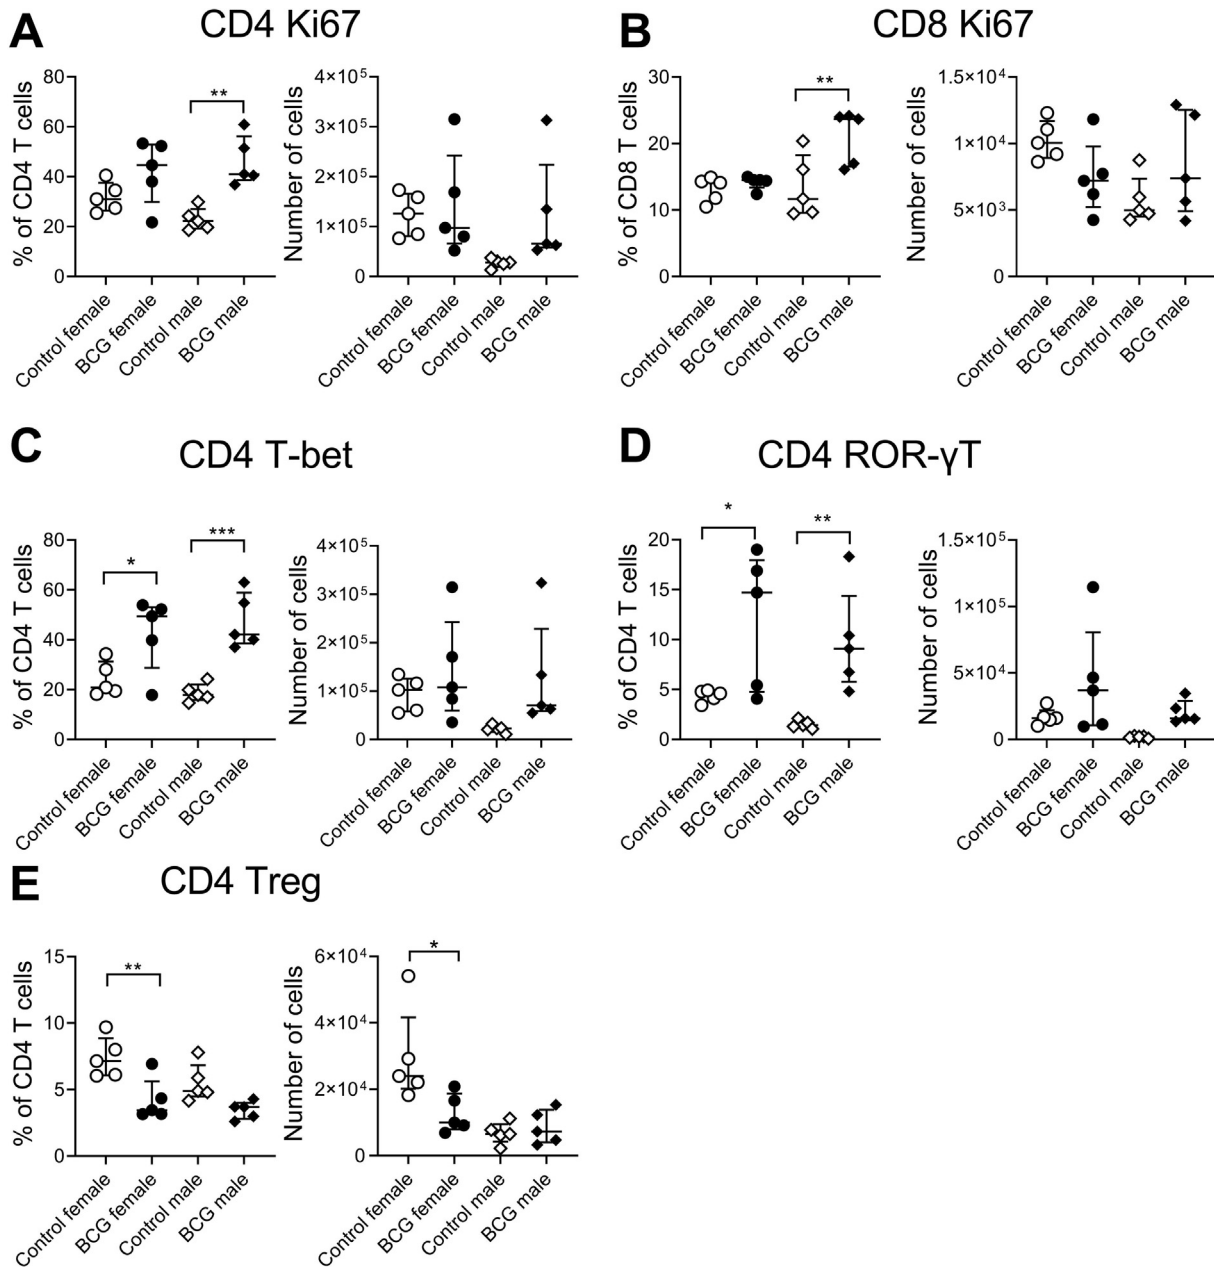 A
CD4 Ki67
% of CD4 T cells
80
60
40
20
0
**
Control female
BCG female
Control male
BCG male
Number of cells
4×10⁵
3×10⁵
2×10⁵
1×10⁵
0
Control female
BCG female
Control male
BCG male
B
CD8 Ki67
% of CD8 T cells
30
20
10
0
**
Control female
BCG female
Control male
BCG male
Number of cells
1.5×10⁴
1×10⁴
5×10³
0
Control female
BCG female
Control male
BCG male
C
CD4 T-bet
% of CD4 T cells
80
60
40
20
0
*
***
Control female
BCG female
Control male
BCG male
Number of cells
4×10⁵
3×10⁵
2×10⁵
1×10⁵
0
Control female
BCG female
Control male
BCG male
D
CD4 ROR-γT
% of CD4 T cells
20
15
10
5
0
*
**
Control female
BCG female
Control male
BCG male
Number of cells
1.5×10⁵
1×10⁵
5×10⁴
0
Control female
BCG female
Control male
BCG male
E
CD4 Treg
% of CD4 T cells
15
10
5
0
**
Control female
BCG female
Control male
BCG male
Number of cells
6×10⁴
4×10⁴
2×10⁴
0
*
Control female
BCG female
Control male
BCG male